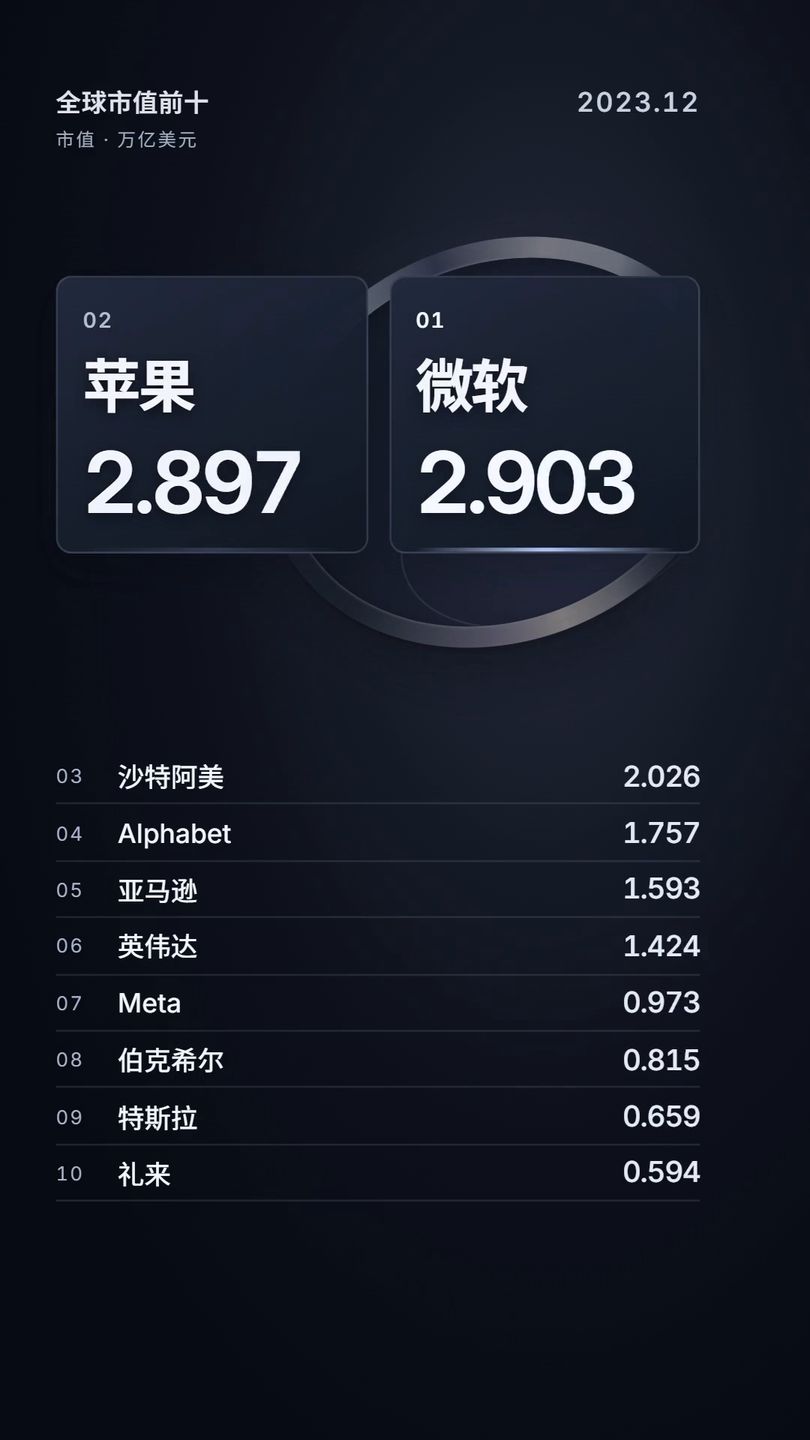 全球市值前十
2023.12
市值 · 万亿美元
02
苹果
2.897
01
微软
2.903
03 沙特阿美 2.026
04 Alphabet 1.757
05 亚马逊 1.593
06 英伟达 1.424
07 Meta 0.973
08 伯克希尔 0.815
09 特斯拉 0.659
10 礼来 0.594